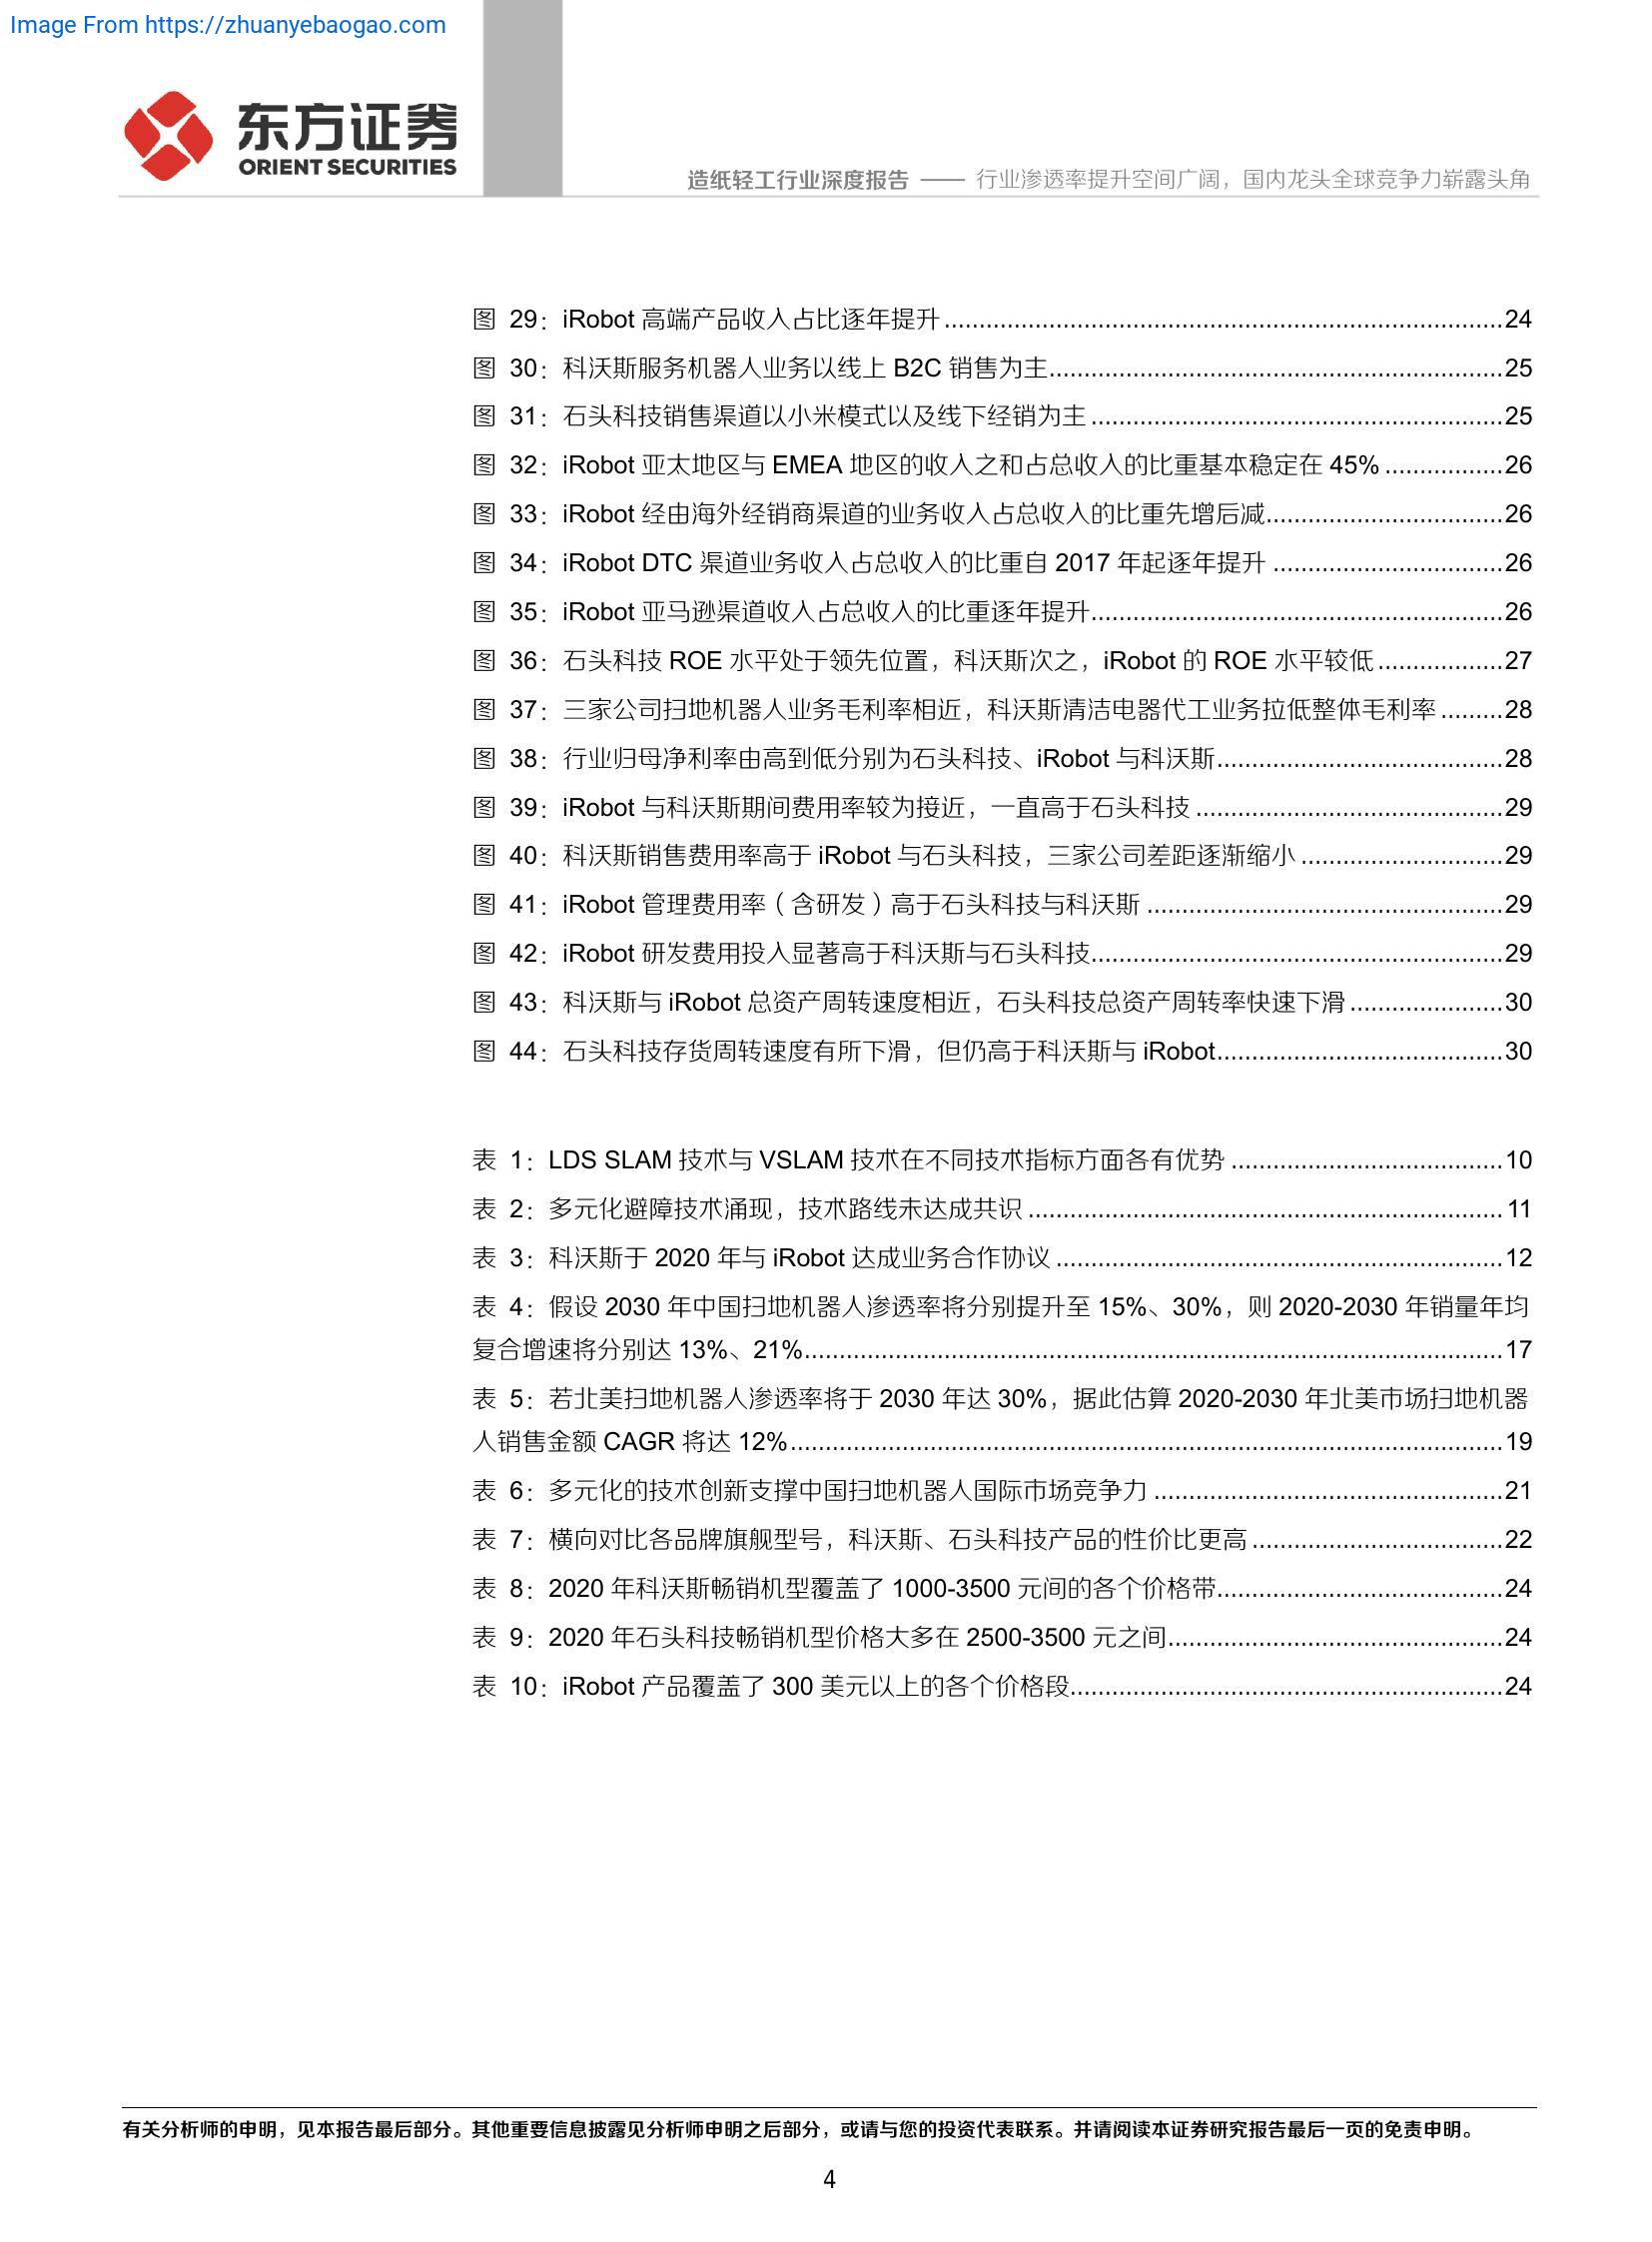 Image From https://zhuanyebaogao.com
东方证券
ORIENT SECURITIES
造纸轻工行业深度报告 —— 行业渗透率提升空间广阔，国内龙头全球竞争力崭露头角
图 29：iRobot 高端产品收入占比逐年提升................................................................................24
图 30：科沃斯服务机器人业务以线上 B2C 销售为主.................................................................25
图 31：石头科技销售渠道以小米模式以及线下经销为主...........................................................25
图 32：iRobot 亚太地区与 EMEA 地区的收入之和占总收入的比重基本稳定在 45%.................26
图 33：iRobot 经由海外经销商渠道的业务收入占总收入的比重先增后减..................................26
图 34：iRobot DTC 渠道业务收入占总收入的比重自 2017 年起逐年提升.................................26
图 35：iRobot 亚马逊渠道收入占总收入的比重逐年提升...........................................................26
图 36：石头科技 ROE 水平处于领先位置，科沃斯次之，iRobot 的 ROE 水平较低..................27
图 37：三家公司扫地机器人业务毛利率相近，科沃斯清洁电器代工业务拉低整体毛利率.........28
图 38：行业归母净利率由高到低分别为石头科技、iRobot 与科沃斯.........................................28
图 39：iRobot 与科沃斯期间费用率较为接近，一直高于石头科技............................................29
图 40：科沃斯销售费用率高于 iRobot 与石头科技，三家公司差距逐渐缩小.............................29
图 41：iRobot 管理费用率（含研发）高于石头科技与科沃斯...................................................29
图 42：iRobot 研发费用投入显著高于科沃斯与石头科技...........................................................29
图 43：科沃斯与 iRobot 总资产周转速度相近，石头科技总资产周转率快速下滑......................30
图 44：石头科技存货周转速度有所下滑，但仍高于科沃斯与 iRobot.........................................30
表 1：LDS SLAM 技术与 VSLAM 技术在不同技术指标方面各有优势.......................................10
表 2：多元化避障技术涌现，技术路线未达成共识....................................................................11
表 3：科沃斯于 2020 年与 iRobot 达成业务合作协议................................................................12
表 4：假设 2030 年中国扫地机器人渗透率将分别提升至 15%、30%，则 2020-2030 年销量年均
复合增速将分别达 13%、21%....................................................................................................17
表 5：若北美扫地机器人渗透率将于 2030 年达 30%，据此估算 2020-2030 年北美市场扫地机器
人销售金额 CAGR 将达 12%......................................................................................................19
表 6：多元化的技术创新支撑中国扫地机器人国际市场竞争力..................................................21
表 7：横向对比各品牌旗舰型号，科沃斯、石头科技产品的性价比更高....................................22
表 8：2020 年科沃斯畅销机型覆盖了 1000-3500 元间的各个价格带.........................................24
表 9：2020 年石头科技畅销机型价格大多在 2500-3500 元之间................................................24
表 10：iRobot 产品覆盖了 300 美元以上的各个价格段..............................................................24
有关分析师的申明，见本报告最后部分。其他重要信息披露见分析师申明之后部分，或请与您的投资代表联系。并请阅读本证券研究报告最后一页的免责申明。
4